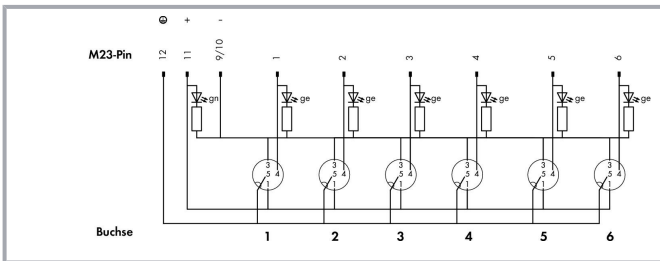 + -
M23-Pin 12 11 9/10 1 2 3 4 5 6
gn ge ge ge ge ge ge
3 3 3 3 3 3
5 4 5 4 5 4 5 4 5 4 5 4
1 1 1 1 1 1
Buchse 1 2 3 4 5 6